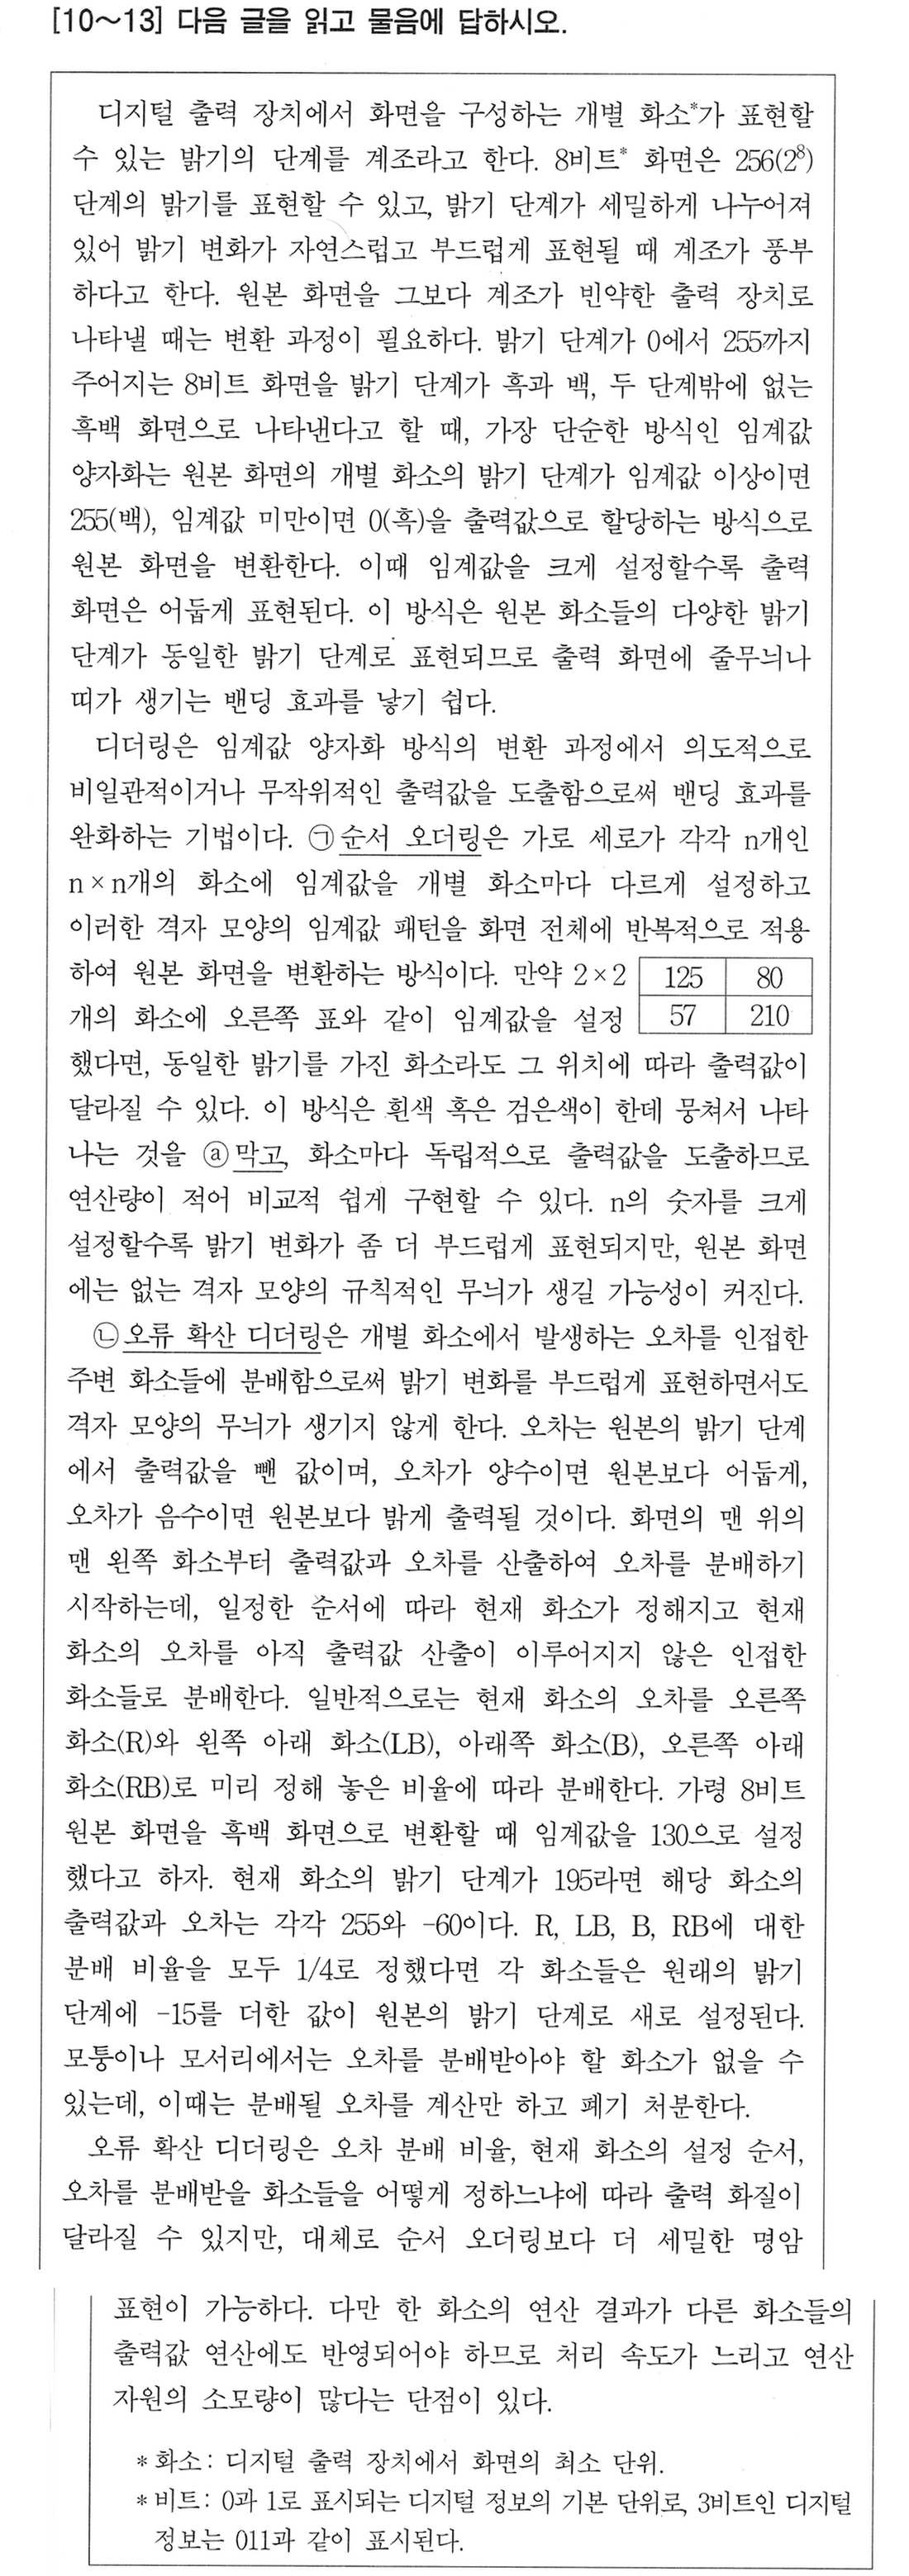 [10~13] 다음 글을 읽고 물음에 답하시오.
디지털 출력 장치에서 화면을 구성하는 개별 화소*가 표현할
수 있는 밝기의 단계를 계조라고 한다. 8비트* 화면은 256(2⁸)
단계의 밝기를 표현할 수 있고, 밝기 단계가 세밀하게 나누어져
있어 밝기 변화가 자연스럽고 부드럽게 표현될 때 계조가 풍부
하다고 한다. 원본 화면을 그보다 계조가 빈약한 출력 장치로
나타낼 때는 변환 과정이 필요하다. 밝기 단계가 0에서 255까지
주어지는 8비트 화면을 밝기 단계가 흑과 백, 두 단계밖에 없는
흑백 화면으로 나타낸다고 할 때, 가장 단순한 방식인 임계값
양자화는 원본 화면의 개별 화소의 밝기 단계가 임계값 이상이면
255(백), 임계값 미만이면 0(흑)을 출력값으로 할당하는 방식으로
원본 화면을 변환한다. 이때 임계값을 크게 설정할수록 출력
화면은 어둡게 표현된다. 이 방식은 원본 화소들의 다양한 밝기
단계가 동일한 밝기 단계로 표현되므로 출력 화면에 줄무늬나
띠가 생기는 밴딩 효과를 낳기 쉽다.
디더링은 임계값 양자화 방식의 변환 과정에서 의도적으로
비일관적이거나 무작위적인 출력값을 도출함으로써 밴딩 효과를
완화하는 기법이다. ㉠순서 오더링은 가로 세로가 각각 n개인
n×n개의 화소에 임계값을 개별 화소마다 다르게 설정하고
이러한 격자 모양의 임계값 패턴을 화면 전체에 반복적으로 적용
하여 원본 화면을 변환하는 방식이다. 만약 2×2
개의 화소에 오른쪽 표와 같이 임계값을 설정
125 80
57 210
했다면, 동일한 밝기를 가진 화소라도 그 위치에 따라 출력값이
달라질 수 있다. 이 방식은 흰색 혹은 검은색이 한데 뭉쳐서 나타
나는 것을 ⓐ막고, 화소마다 독립적으로 출력값을 도출하므로
연산량이 적어 비교적 쉽게 구현할 수 있다. n의 숫자를 크게
설정할수록 밝기 변화가 좀 더 부드럽게 표현되지만, 원본 화면
에는 없는 격자 모양의 규칙적인 무늬가 생길 가능성이 커진다.
㉡오류 확산 디더링은 개별 화소에서 발생하는 오차를 인접한
주변 화소들에 분배함으로써 밝기 변화를 부드럽게 표현하면서도
격자 모양의 무늬가 생기지 않게 한다. 오차는 원본의 밝기 단계
에서 출력값을 뺀 값이며, 오차가 양수이면 원본보다 어둡게,
오차가 음수이면 원본보다 밝게 출력될 것이다. 화면의 맨 위의
맨 왼쪽 화소부터 출력값과 오차를 산출하여 오차를 분배하기
시작하는데, 일정한 순서에 따라 현재 화소가 정해지고 현재
화소의 오차를 아직 출력값 산출이 이루어지지 않은 인접한
화소들로 분배한다. 일반적으로는 현재 화소의 오차를 오른쪽
화소(R)와 왼쪽 아래 화소(LB), 아래쪽 화소(B), 오른쪽 아래
화소(RB)로 미리 정해 놓은 비율에 따라 분배한다. 가령 8비트
원본 화면을 흑백 화면으로 변환할 때 임계값을 130으로 설정
했다고 하자. 현재 화소의 밝기 단계가 195라면 해당 화소의
출력값과 오차는 각각 255와 -60이다. R, LB, B, RB에 대한
분배 비율을 모두 1/4로 정했다면 각 화소들은 원래의 밝기
단계에 -15를 더한 값이 원본의 밝기 단계로 새로 설정된다.
모퉁이나 모서리에서는 오차를 분배받아야 할 화소가 없을 수
있는데, 이때는 분배될 오차를 계산만 하고 폐기 처분한다.
오류 확산 디더링은 오차 분배 비율, 현재 화소의 설정 순서,
오차를 분배받을 화소들을 어떻게 정하느냐에 따라 출력 화질이
달라질 수 있지만, 대체로 순서 오더링보다 더 세밀한 명암
표현이 가능하다. 다만 한 화소의 연산 결과가 다른 화소들의
출력값 연산에도 반영되어야 하므로 처리 속도가 느리고 연산
자원의 소모량이 많다는 단점이 있다.
* 화소: 디지털 출력 장치에서 화면의 최소 단위.
* 비트: 0과 1로 표시되는 디지털 정보의 기본 단위로, 3비트인 디지털
정보는 011과 같이 표시된다.